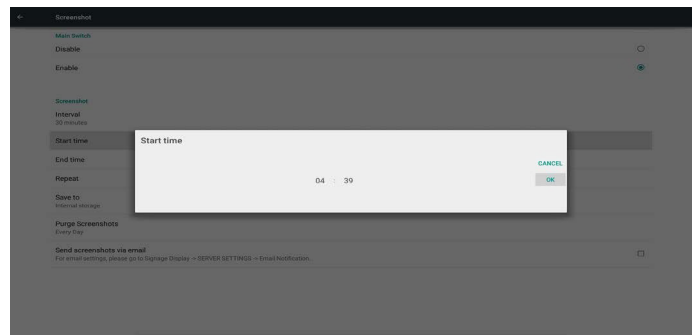 Screenshot
Main Switch
Disable
Enable
Screenshot
Interval
30 minutes
Start time
End time
Repeat
Save to
Internal storage
Purge Screenshots
Every Day
Send screenshots via email
For email settings, please go to Signage Display -> SERVER SETTINGS -> Email Notification.
Start time
04 : 39
CANCEL
OK